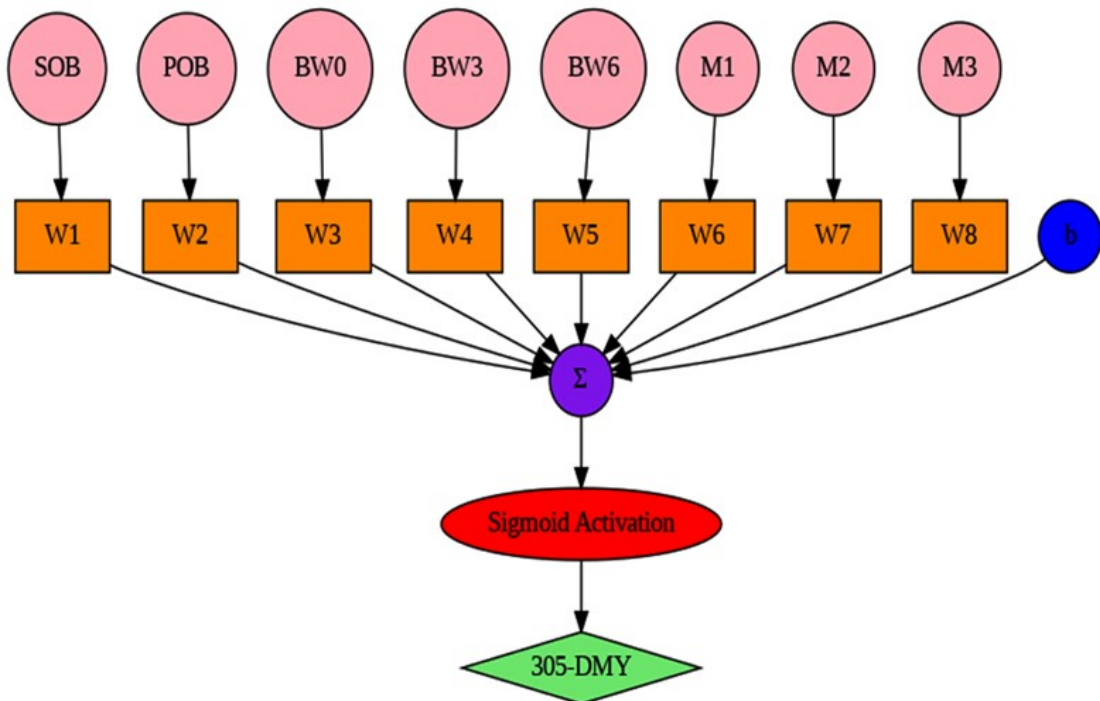 SOB POB BW0 BW3 BW6 M1 M2 M3
W1 W2 W3 W4 W5 W6 W7 W8 b
Σ
Sigmoid Activation
305-DMY